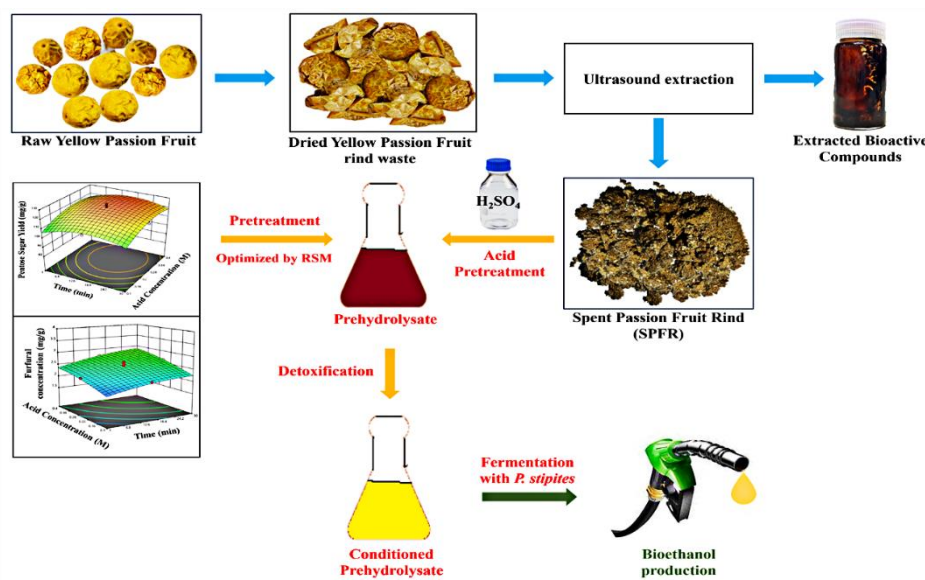 Raw Yellow Passion Fruit
Dried Yellow Passion Fruit
rind waste
Ultrasound extraction
Extracted Bioactive
Compounds
Pentose Sugar Yield (mg/g)
Time (min)
Acid Concentration (M)
Pretreatment
Optimized by RSM
H₂SO₄
Acid
Pretreatment
Prehydrolysate
Spent Passion Fruit Rind
(SPFR)
Furfural
concentration (mg/g)
Acid Concentration (M)
Time (min)
Detoxification
Fermentation
with P. stipites
Conditioned
Prehydrolysate
Bioethanol
production